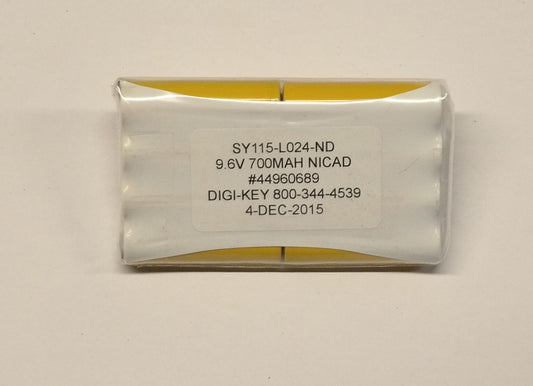 SY115-L024-ND
9.6V 700MAH NICAD
#44960689
DIGI-KEY 800-344-4539
4-DEC-2015